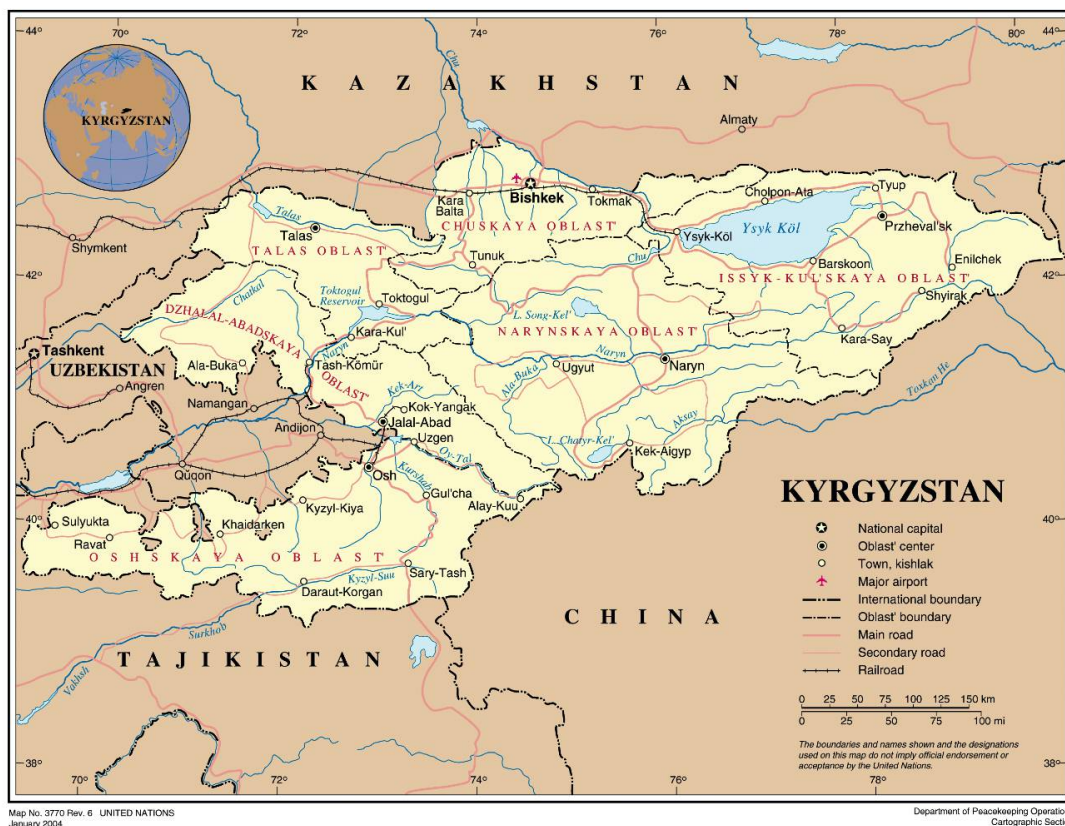 44°
72°
74°
76°
78°
80°
44°
KAZAKHSTAN
Chu
KYRGYZSTAN
Almaty
Bishkek
Kara
Balta
Tokmak
Cholpon-Ata
Tyup
Talas
Talas
CHUSKAYA OBLAST'
Ysyk-Köl
Ysyk Köl
Przheval'sk
Shymkent
TALAS OBLAST'
Chu
42°
Tunuk
Barskoon
Enilchek
42°
ISSYK-KUL'SKAYA OBLAST'
Chatkal
Toktogul
Reservoir
Toktogul
Shyirak
DZHALAL-ABADSKAYA
OBLAST'
L. Song-Kel'
NARYNSKAYA OBLAST'
Kara-Say
Kara-Kul'
Naryn
Tashkent
UZBEKISTAN
Ala-Buka
Tash-Kömür
Naryn
Ala-Buka
Ugyut
Naryn
Toxkan He
Angren
Kek-Art
Namangan
Kok-Yangak
Jalal-Abad
Aksay
Andijon
Uzgen
L. Chatyr-Kel'
Kek-Aigyp
Oy-Tal
Quqon
Osh
Kurshab
Gul'cha
Alay-Kuu
Kyzyl-Kiya
40°
Sulyukta
Khaidarken
40°
Ravat
OSHSKAYA OBLAST'
Kyzyl-Suu
Sary-Tash
Daraut-Korgan
CHINA
Surkhob
TAJIKISTAN
Vakhsh
KYRGYZSTAN
National capital
Oblast' center
Town, kishlak
Major airport
International boundary
Oblast' boundary
Main road
Secondary road
Railroad
0 25 50 75 100 125 150 km
0 25 50 75 100 mi
The boundaries and names shown and the designations
used on this map do not imply official endorsement or
acceptance by the United Nations.
38°
38°
70°
72°
74°
76°
78°
Map No. 3770 Rev. 6 UNITED NATIONS
January 2004
Department of Peacekeeping Operatio
Cartographic Secti